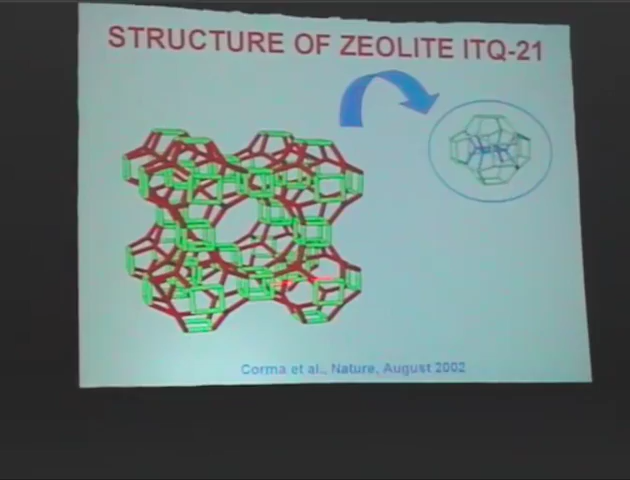 STRUCTURE OF ZEOLITE ITQ-21
Corma et al., Nature, August 2002